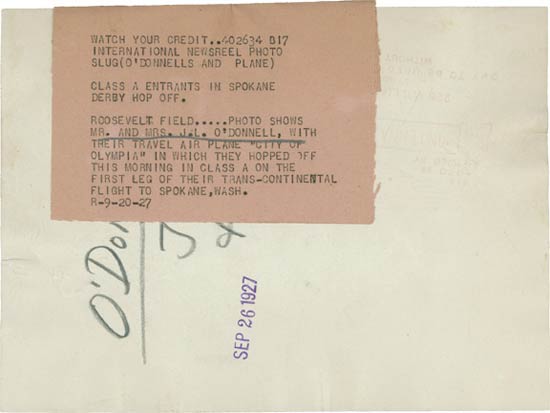 WATCH YOUR CREDIT..402634 B17
INTERNATIONAL NEWSREEL PHOTO
SLUG(O'DONNELLS AND PLANE)
CLASS A ENTRANTS IN SPOKANE
DERBY HOP OFF.
ROOSEVELT FIELD.....PHOTO SHOWS
MR. AND MRS. J.L. O'DONNELL, WITH
THEIR TRAVEL AIR PLANE "CITY OF
OLYMPIA" IN WHICH THEY HOPPED OFF
THIS MORNING IN CLASS A ON THE
FIRST LEG OF THEIR TRANS-CONTINENTAL
FLIGHT TO SPOKANE,WASH.
R-9-20-27
O'Don
J
SEP 26 1927